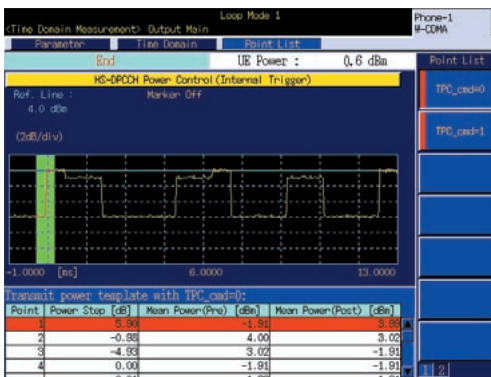 Loop Mode 1
Phone-1
<Time Domain Measurement> Output Main
W-CDMA
Parameter Time Domain Point List
End UE Power : 0.6 dBm
Point List
HS-DPCCH Power Control (Internal Trigger)
Ref. Line : Marker Off
4.0 dBm
TPC_cmd=0
(2dB/div)
TPC_cmd=1
-1.0000 [ms] 6.0000 13.0000
Transmit power template with TPC_cmd=0:
Point Power Step [dB] Mean Power(Pre) [dBm] Mean Power(Post) [dBm]
1 5.90 -1.91 3.99
2 -0.98 4.00 3.02
3 -4.93 3.02 -1.91
4 0.00 -1.91 -1.91
1 2